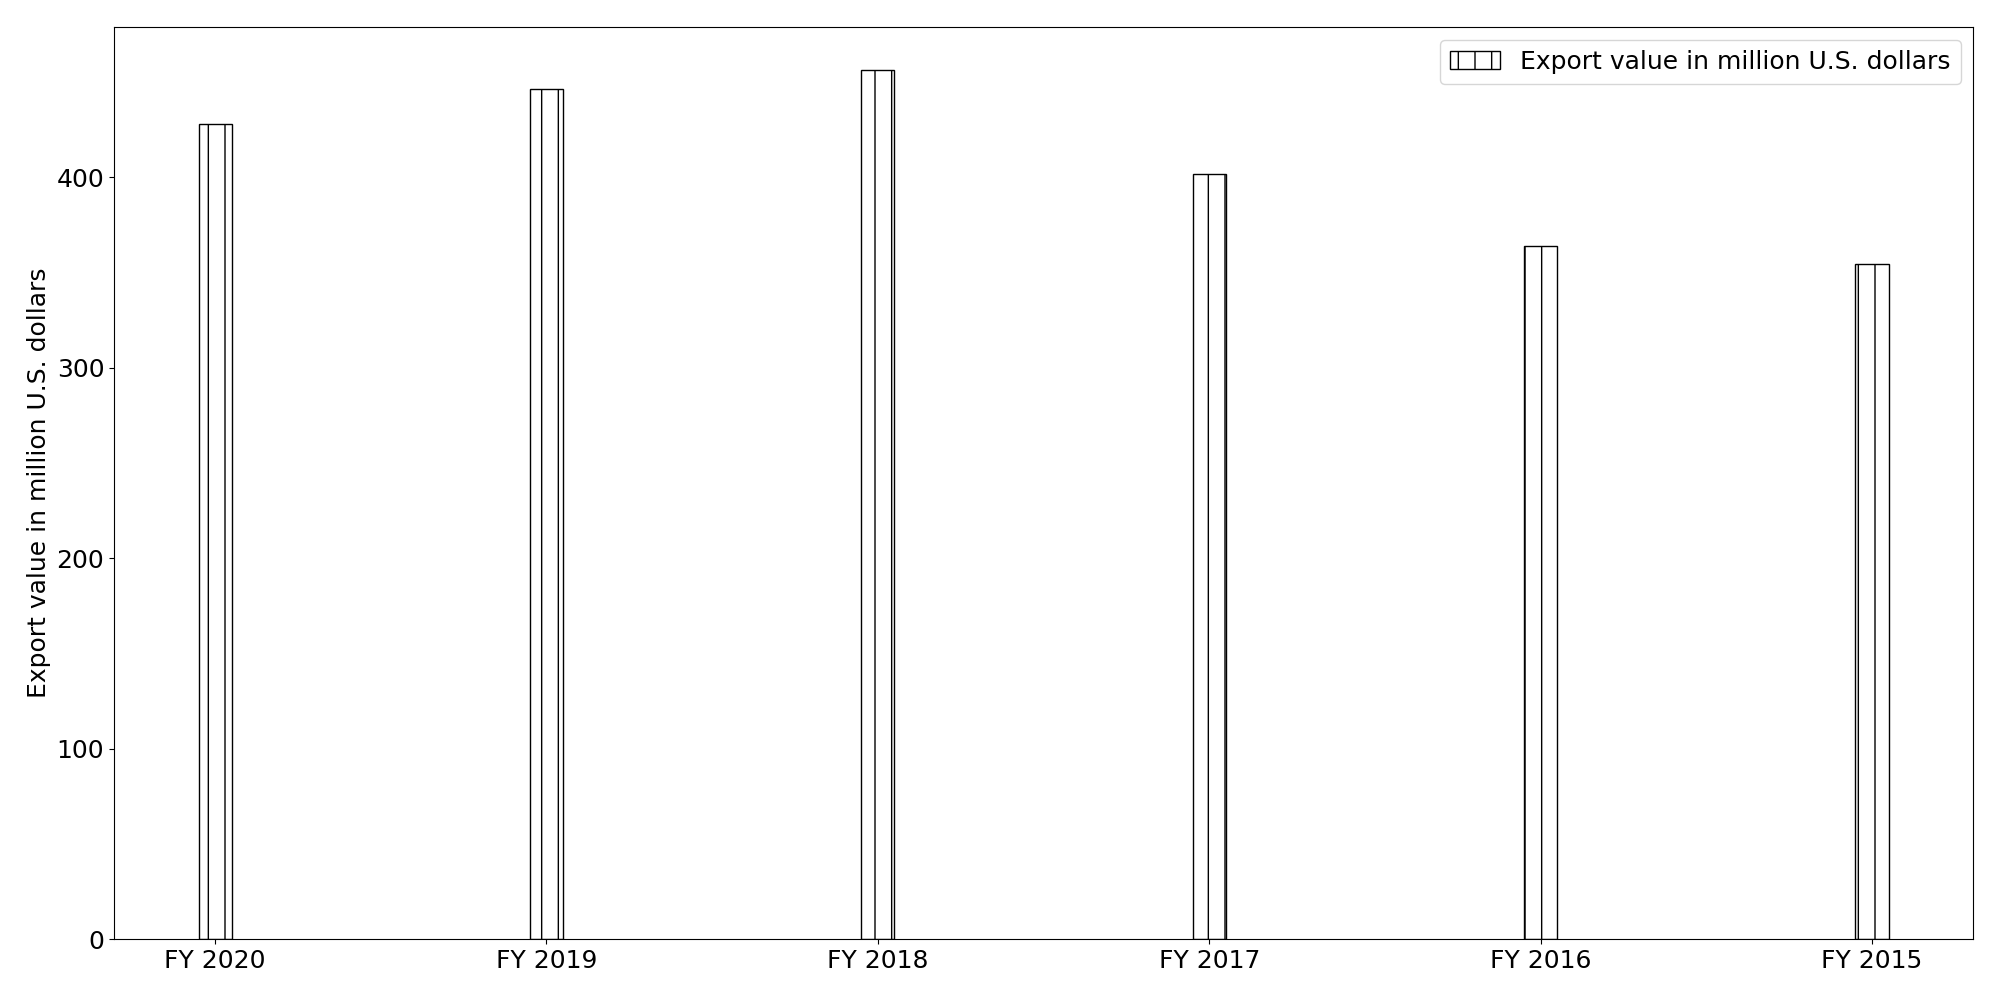 Export value in million U.S. dollars
Export value in million U.S. dollars
400
300
200
100
0
FY 2020
FY 2019
FY 2018
FY 2017
FY 2016
FY 2015